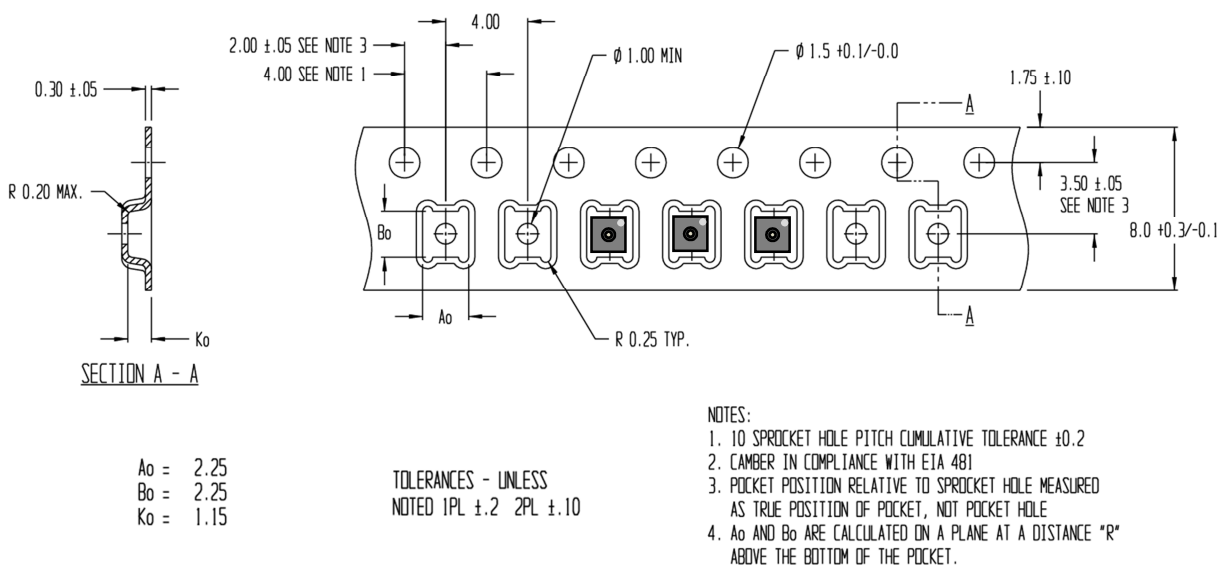 4.00
2.00 ±.05 SEE NOTE 3
4.00 SEE NOTE 1
Ø 1.00 MIN
Ø 1.5 +0.1/-0.0
1.75 ±.10
0.30 ±.05
A
R 0.20 MAX.
Bo
3.50 ±.05
SEE NOTE 3
8.0 +0.3/-0.1
Ao
A
Ko
R 0.25 TYP.
SECTION A - A
Ao = 2.25
Bo = 2.25
Ko = 1.15
TOLERANCES - UNLESS
NOTED 1PL ±.2 2PL ±.10
NOTES:
1. 10 SPROCKET HOLE PITCH CUMULATIVE TOLERANCE ±0.2
2. CAMBER IN COMPLIANCE WITH EIA 481
3. POCKET POSITION RELATIVE TO SPROCKET HOLE MEASURED
AS TRUE POSITION OF POCKET, NOT POCKET HOLE
4. Ao AND Bo ARE CALCULATED ON A PLANE AT A DISTANCE "R"
ABOVE THE BOTTOM OF THE POCKET.